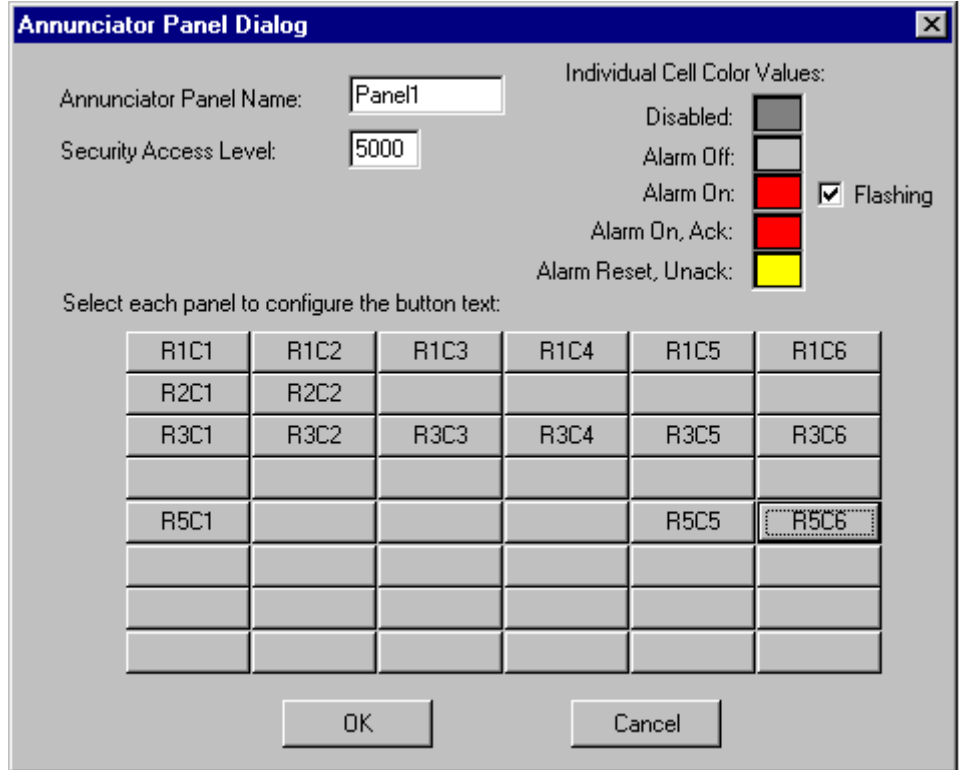 Annunciator Panel Dialog
Annunciator Panel Name: Panel1
Security Access Level: 5000
Individual Cell Color Values:
Disabled:
Alarm Off:
Alarm On: Flashing
Alarm On, Ack:
Alarm Reset, Unack:
Select each panel to configure the button text:
R1C1 R1C2 R1C3 R1C4 R1C5 R1C6
R2C1 R2C2
R3C1 R3C2 R3C3 R3C4 R3C5 R3C6
R5C1 R5C5 R5C6
OK Cancel